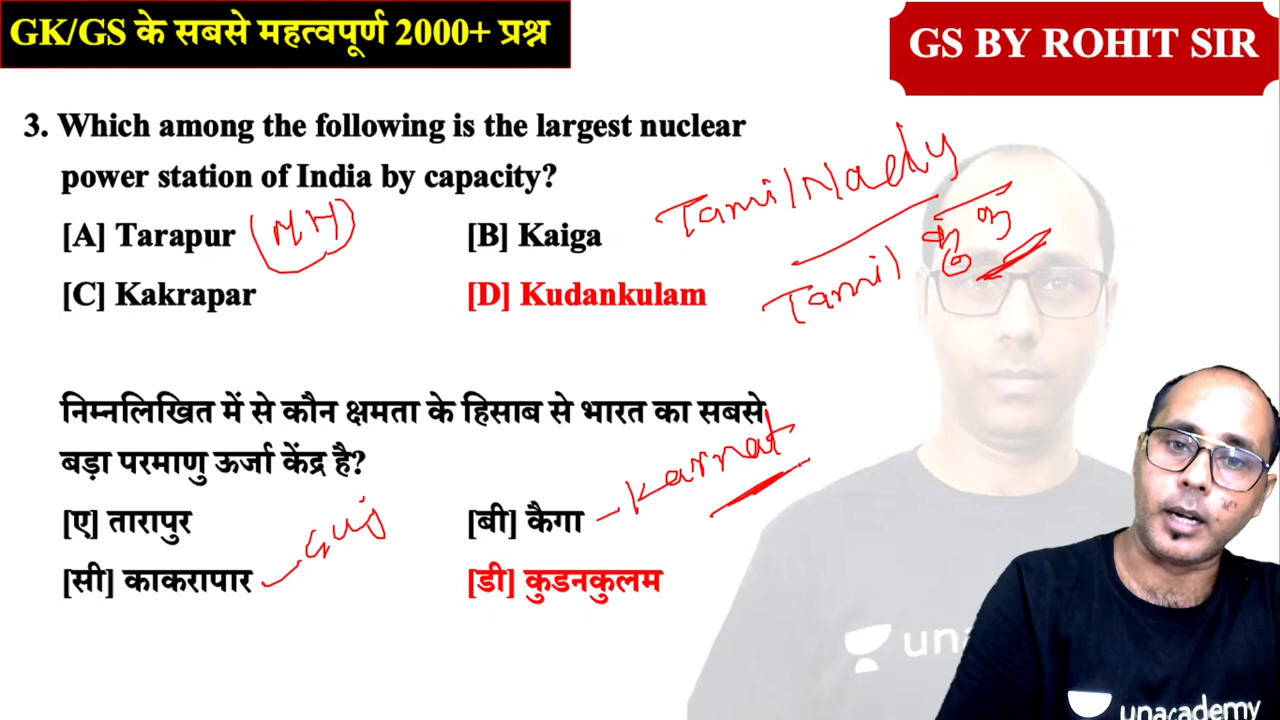 GK/GS के सबसे महत्वपूर्ण 2000+ प्रश्न
GS BY ROHIT SIR
3. Which among the following is the largest nuclear
power station of India by capacity?
[A] Tarapur (MH)
[B] Kaiga
[C] Kakrapar
[D] Kudankulam
Tamil Nadu
Tamil
निम्नलिखित में से कौन क्षमता के हिसाब से भारत का सबसे
बड़ा परमाणु ऊर्जा केंद्र है?
[ए] तारापुर
[बी] कैगा – Karnat
[सी] काकरापार – Guj
[डी] कुडनकुलम
una
unacademy